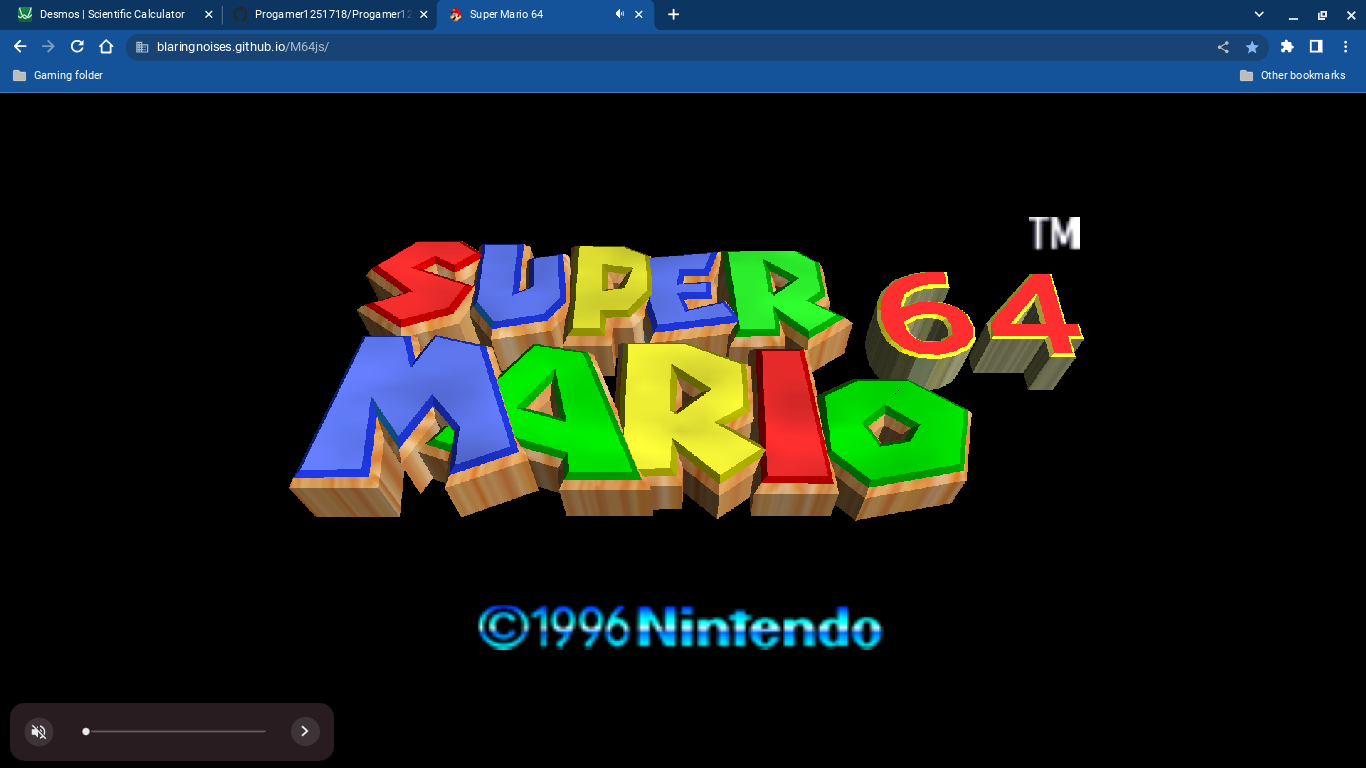 Desmos | Scientific Calculator
Progamer1251718/Progamer12
Super Mario 64
blaringnoises.github.io/M64js/
Gaming folder
Other bookmarks
TM
SUPER
64
MARIO
©1996 Nintendo